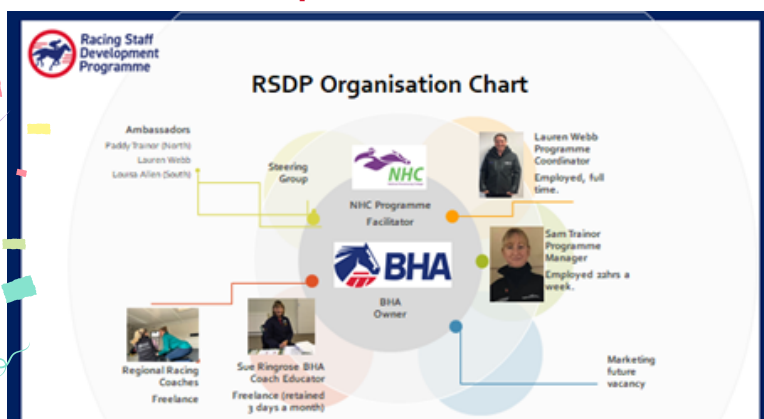 Racing Staff
Development
Programme
RSDP Organisation Chart
Ambassadors
Paddy Trainor (North)
Lauren Webb
Louisa Allen (South)
Steering
Group
NHC
NHC Programme
Facilitator
Lauren Webb
Programme
Coordinator
Employed, full
time.
BHA
BHA
Owner
Sam Trainor
Programme
Manager
Employed 22hrs a
week.
Regional Racing
Coaches
Freelance
Sue Ringrose BHA
Coach Educator
Freelance (retained
3 days a month)
Marketing
future
vacancy